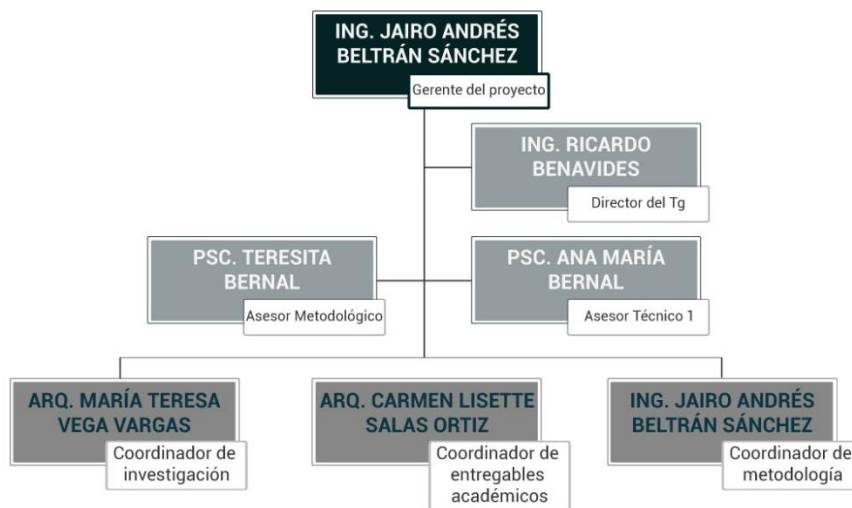 ING. JAIRO ANDRÉS
BELTRÁN SÁNCHEZ
Gerente del proyecto
ING. RICARDO
BENAVIDES
Director del Tg
PSC. TERESITA
BERNAL
Asesor Metodológico
PSC. ANA MARÍA
BERNAL
Asesor Técnico 1
ARQ. MARÍA TERESA
VEGA VARGAS
Coordinador de
investigación
ARQ. CARMEN LISETTE
SALAS ORTIZ
Coordinador de
entregables
académicos
ING. JAIRO ANDRÉS
BELTRÁN SÁNCHEZ
Coordinador de
metodología